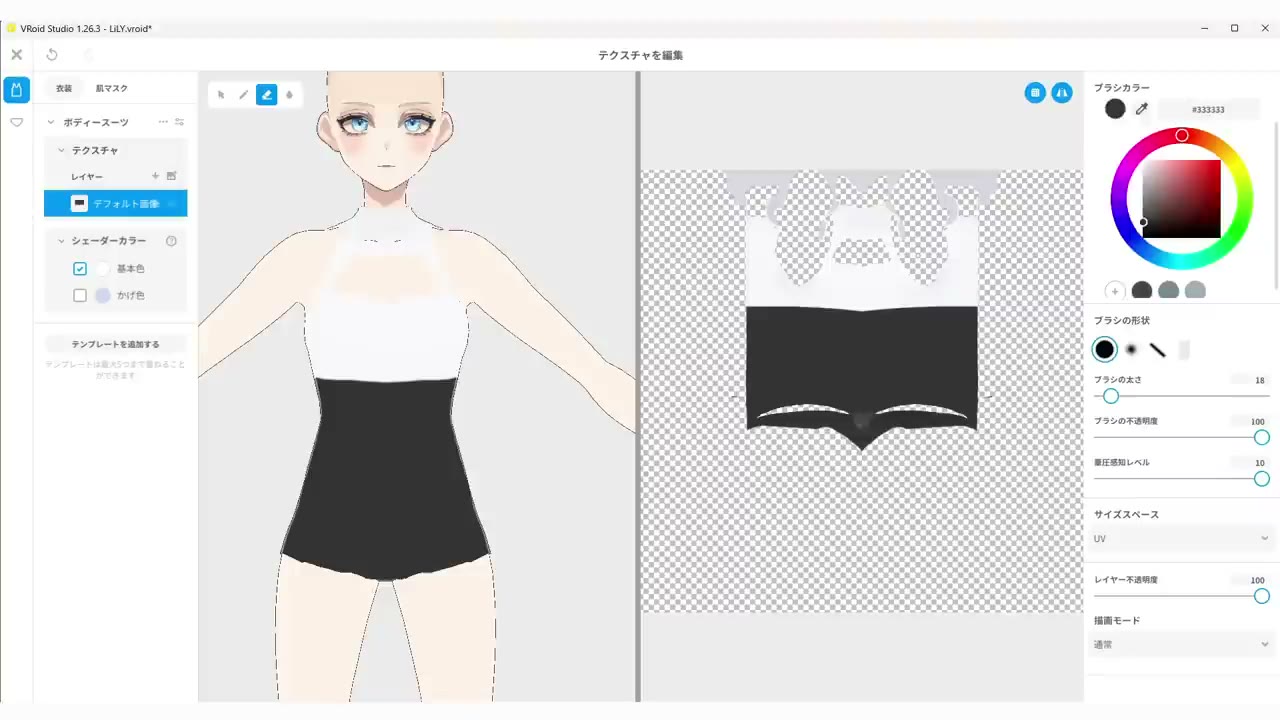 VRoid Studio 1.26.3 - LiLY.vroid*
テクスチャを編集
衣装
肌マスク
ボディースーツ
テクスチャ
レイヤー
デフォルト画像
シェーダーカラー
基本色
かげ色
テンプレートを追加する
テンプレートは最大5つまで重ねること
ができます
ブラシカラー
#333333
ブラシの形状
ブラシの太さ 18
ブラシの不透明度 100
筆圧感知レベル 10
サイズスペース
UV
レイヤー不透明度 100
描画モード
通常